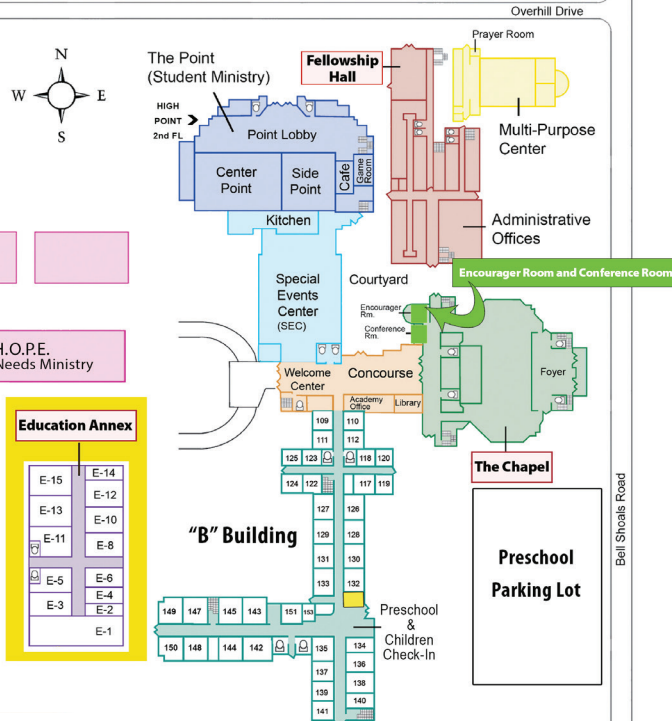 Overhill Drive
Prayer Room
N
W
E
S
The Point
(Student Ministry)
Fellowship
Hall
HIGH
POINT
2nd FL
Point Lobby
Multi-Purpose
Center
Center
Point
Side
Point
Cafe
Game
Room
Kitchen
Administrative
Offices
Special
Events
Center
(SEC)
Courtyard
Encourager Room and Conference Room
Encourager
Rm.
Conference
Rm.
H.O.P.E.
Needs Ministry
Welcome
Center
Concourse
Academy
Office
Library
Foyer
Education Annex
The Chapel
109
110
111
112
125
123
118
120
124
122
117
119
E-15
E-14
E-13
E-12
E-11
E-10
E-8
E-5
E-6
E-3
E-4
E-2
E-1
"B" Building
127
126
129
128
131
130
133
132
Preschool
Parking Lot
Bell Shoals Road
149
147
145
143
151
153
Preschool
&
Children
Check-In
150
148
144
142
135
134
137
136
139
138
141
140